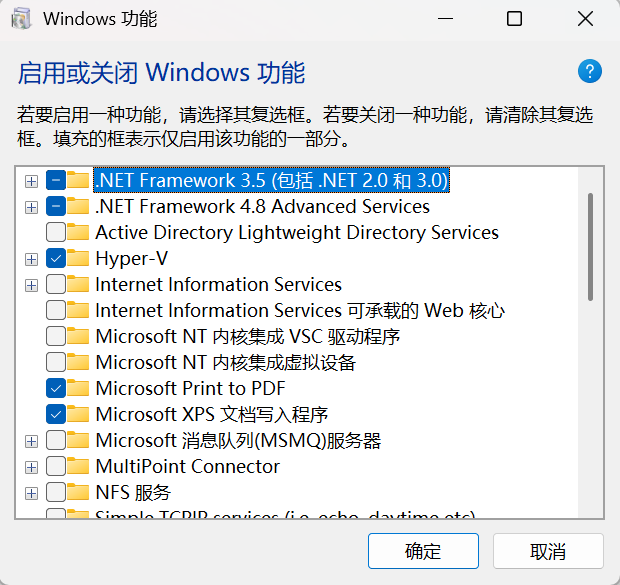 Windows 功能
启用或关闭 Windows 功能
?
若要启用一种功能，请选择其复选框。若要关闭一种功能，请清除其复选
框。填充的框表示仅启用该功能的一部分。
.NET Framework 3.5 (包括 .NET 2.0 和 3.0)
.NET Framework 4.8 Advanced Services
Active Directory Lightweight Directory Services
Hyper-V
Internet Information Services
Internet Information Services 可承载的 Web 核心
Microsoft NT 内核集成 VSC 驱动程序
Microsoft NT 内核集成虚拟设备
Microsoft Print to PDF
Microsoft XPS 文档写入程序
Microsoft 消息队列(MSMQ)服务器
MultiPoint Connector
NFS 服务
Simple TCPIP services (i.e. echo, daytime etc)
确定
取消